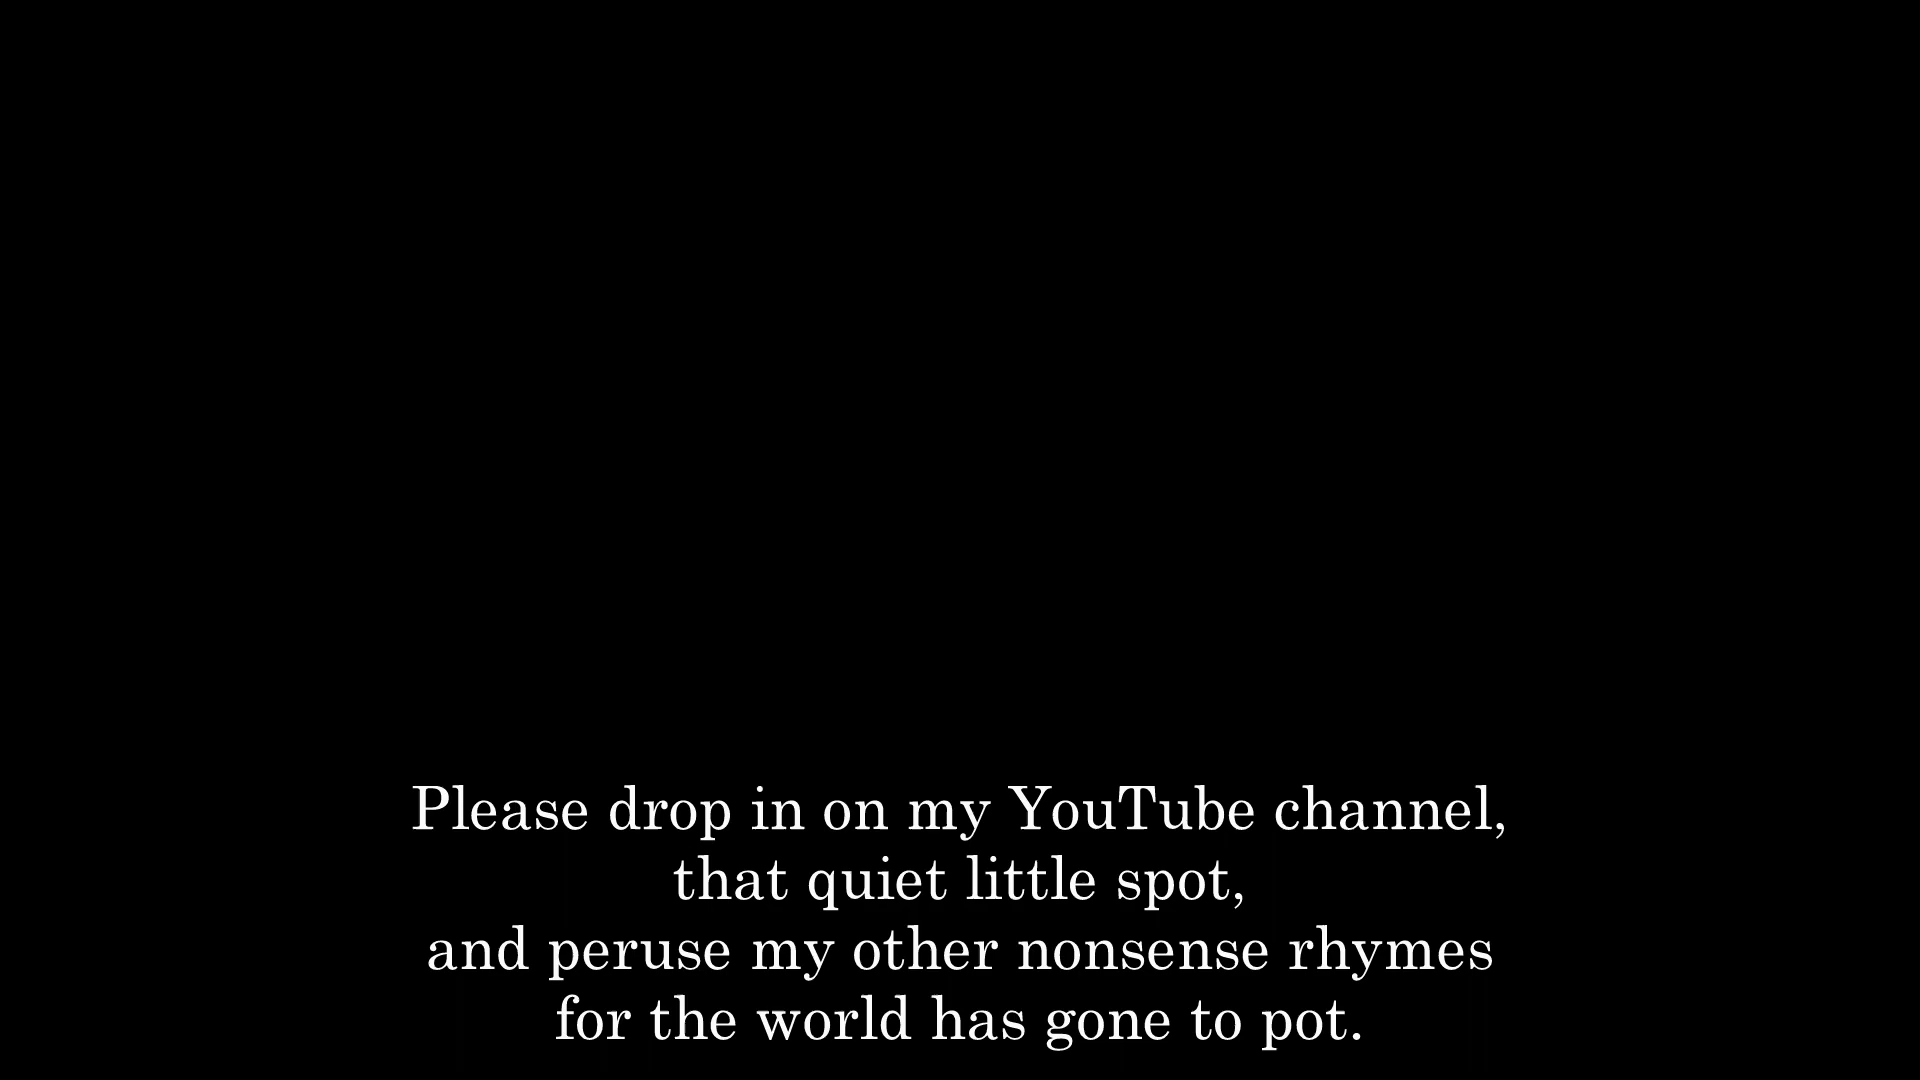 Please drop in on my YouTube channel,
that quiet little spot,
and peruse my other nonsense rhymes
for the world has gone to pot.